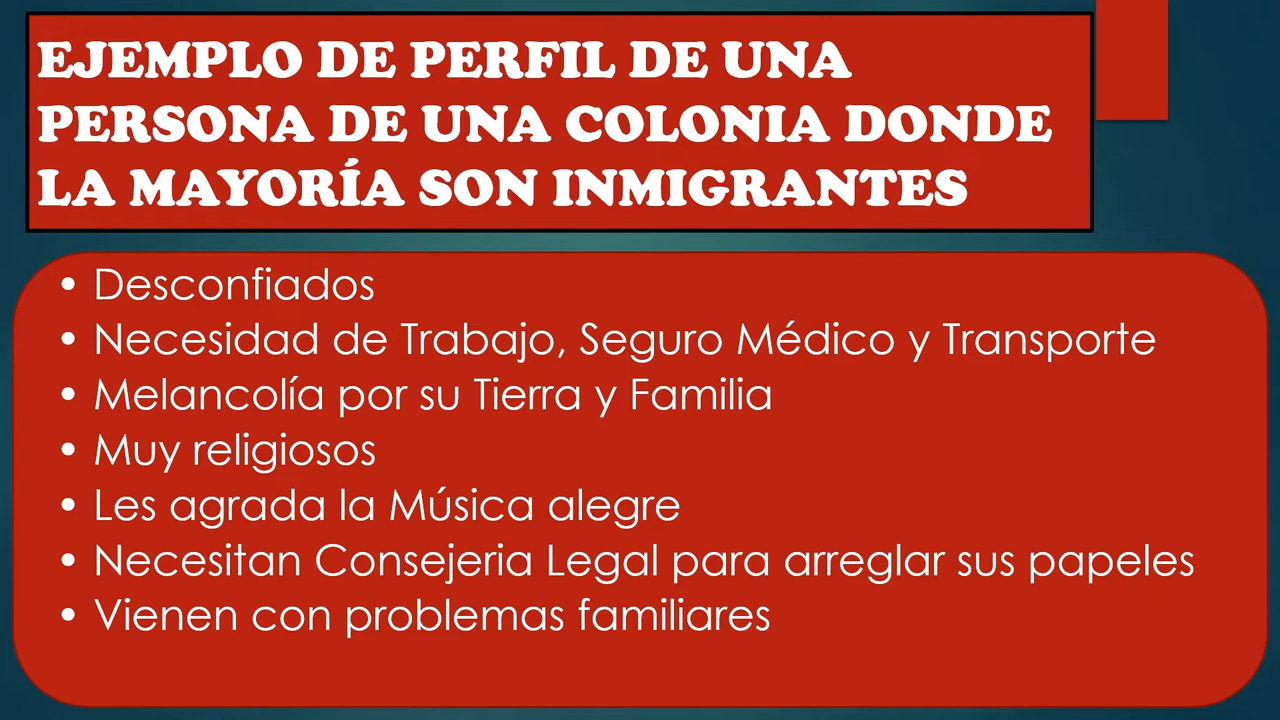 EJEMPLO DE PERFIL DE UNA
PERSONA DE UNA COLONIA DONDE
LA MAYORÍA SON INMIGRANTES
• Desconfiados
• Necesidad de Trabajo, Seguro Médico y Transporte
• Melancolía por su Tierra y Familia
• Muy religiosos
• Les agrada la Música alegre
• Necesitan Consejeria Legal para arreglar sus papeles
• Vienen con problemas familiares